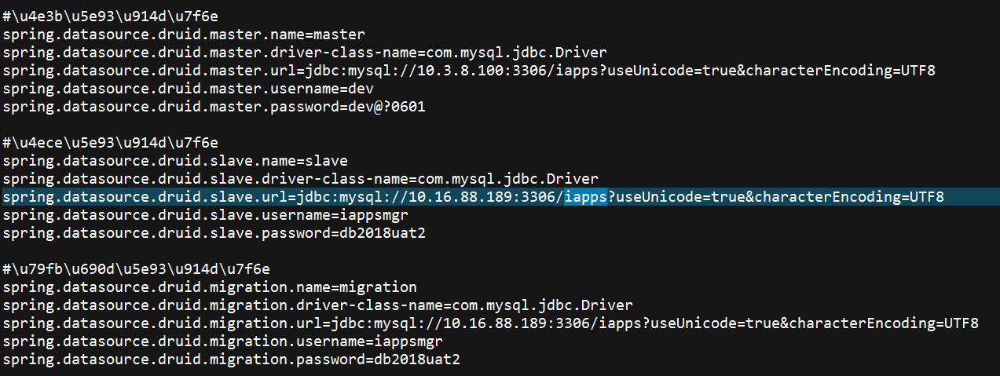 #\u4e3b\u5e93\u914d\u7f6e
spring.datasource.druid.master.name=master
spring.datasource.druid.master.driver-class-name=com.mysql.jdbc.Driver
spring.datasource.druid.master.url=jdbc:mysql://10.3.8.100:3306/iapps?useUnicode=true&characterEncoding=UTF8
spring.datasource.druid.master.username=dev
spring.datasource.druid.master.password=dev@?0601
#\u4ece\u5e93\u914d\u7f6e
spring.datasource.druid.slave.name=slave
spring.datasource.druid.slave.driver-class-name=com.mysql.jdbc.Driver
spring.datasource.druid.slave.url=jdbc:mysql://10.16.88.189:3306/iapps?useUnicode=true&characterEncoding=UTF8
spring.datasource.druid.slave.username=iappsmgr
spring.datasource.druid.slave.password=db2018uat2
#\u79fb\u690d\u5e93\u914d\u7f6e
spring.datasource.druid.migration.name=migration
spring.datasource.druid.migration.driver-class-name=com.mysql.jdbc.Driver
spring.datasource.druid.migration.url=jdbc:mysql://10.16.88.189:3306/iapps?useUnicode=true&characterEncoding=UTF8
spring.datasource.druid.migration.username=iappsmgr
spring.datasource.druid.migration.password=db2018uat2